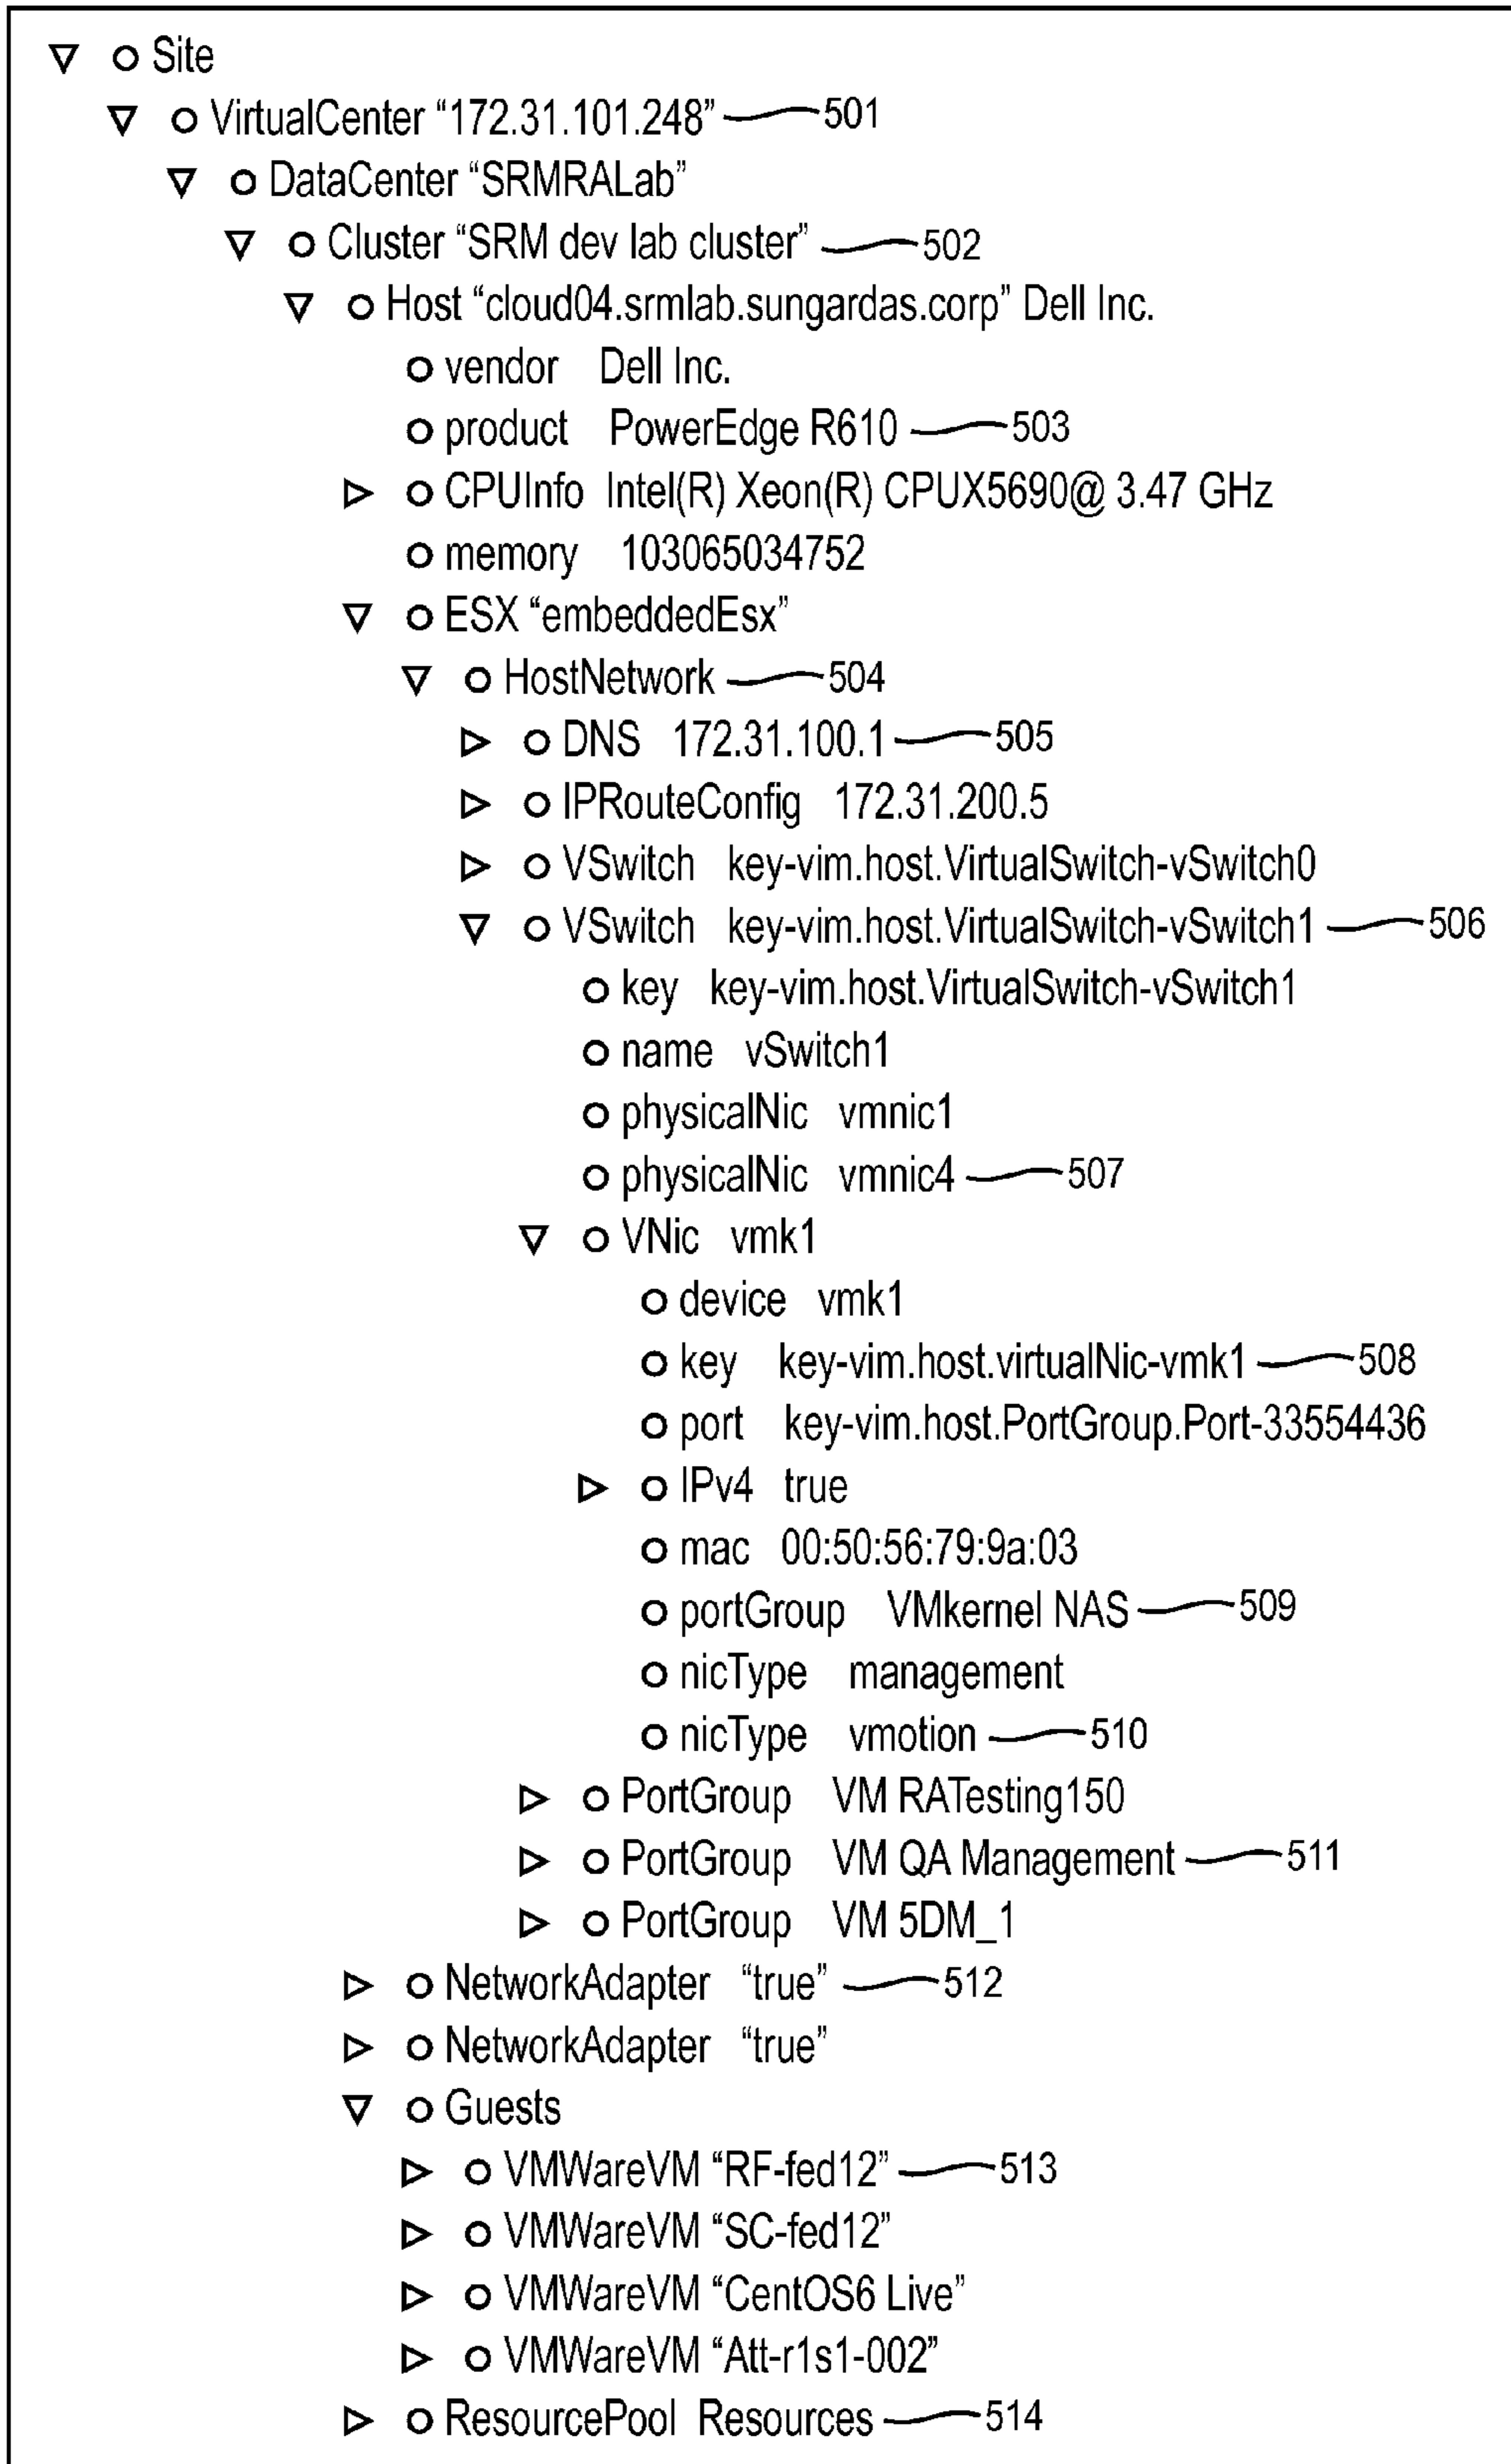 Site
VirtualCenter “172.31.101.248” 501
DataCenter “SRMRALab”
Cluster “SRM dev lab cluster” 502
Host “cloud04.srmlab.sungardas.corp” Dell Inc.
vendor Dell Inc.
product PowerEdge R610 503
CPUInfo Intel(R) Xeon(R) CPUX5690@ 3.47 GHz
memory 103065034752
ESX “embeddedEsx”
HostNetwork 504
DNS 172.31.100.1 505
IPRouteConfig 172.31.200.5
VSwitch key-vim.host.VirtualSwitch-vSwitch0
VSwitch key-vim.host.VirtualSwitch-vSwitch1 506
key key-vim.host.VirtualSwitch-vSwitch1
name vSwitch1
physicalNic vmnic1
physicalNic vmnic4 507
VNic vmk1
device vmk1
key key-vim.host.virtualNic-vmk1 508
port key-vim.host.PortGroup.Port-33554436
IPv4 true
mac 00:50:56:79:9a:03
portGroup VMkernel NAS 509
nicType management
nicType vmotion 510
PortGroup VM RATesting150
PortGroup VM QA Management 511
PortGroup VM 5DM_1
NetworkAdapter “true” 512
NetworkAdapter “true”
Guests
VMWareVM “RF-fed12” 513
VMWareVM “SC-fed12”
VMWareVM “CentOS6 Live”
VMWareVM “Att-r1s1-002”
ResourcePool Resources 514